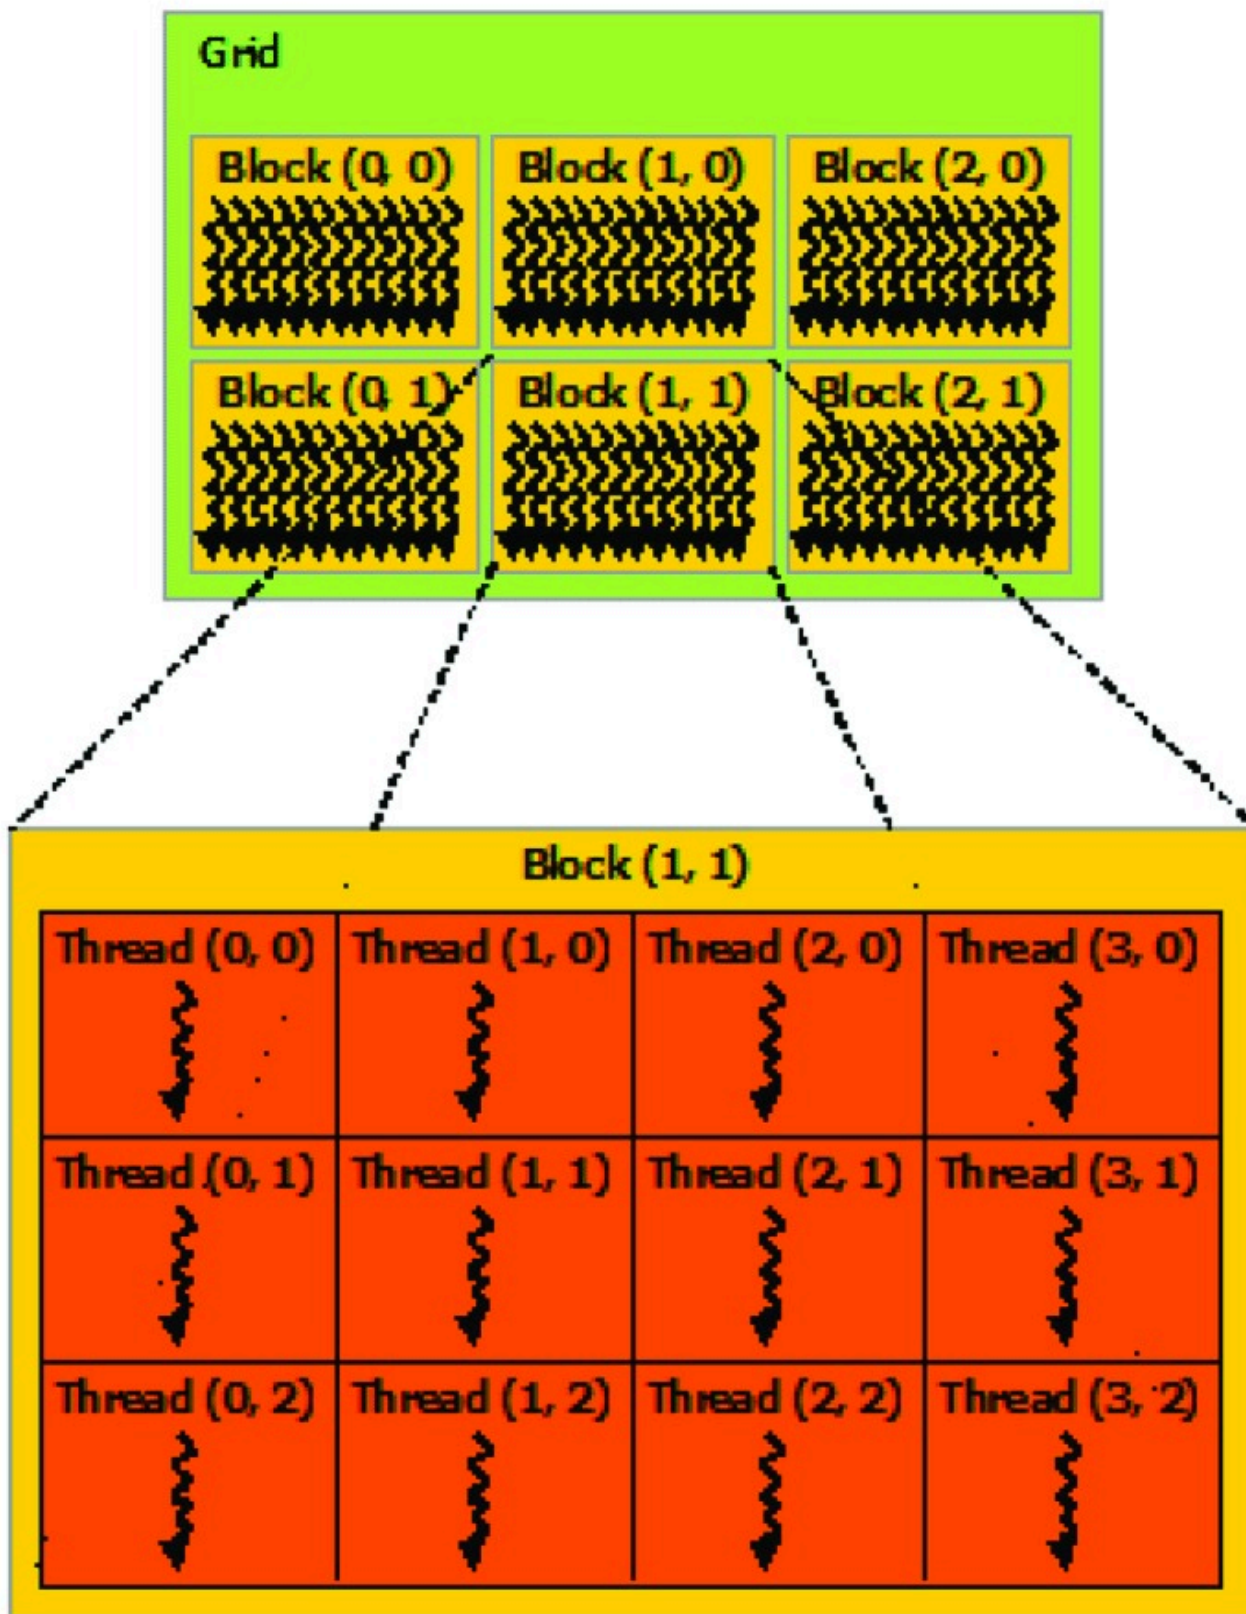 Grid
Block (0, 0) Block (1, 0) Block (2, 0)
Block (0, 1) Block (1, 1) Block (2, 1)
Block (1, 1)
Thread (0, 0) Thread (1, 0) Thread (2, 0) Thread (3, 0)
Thread (0, 1) Thread (1, 1) Thread (2, 1) Thread (3, 1)
Thread (0, 2) Thread (1, 2) Thread (2, 2) Thread (3, 2)